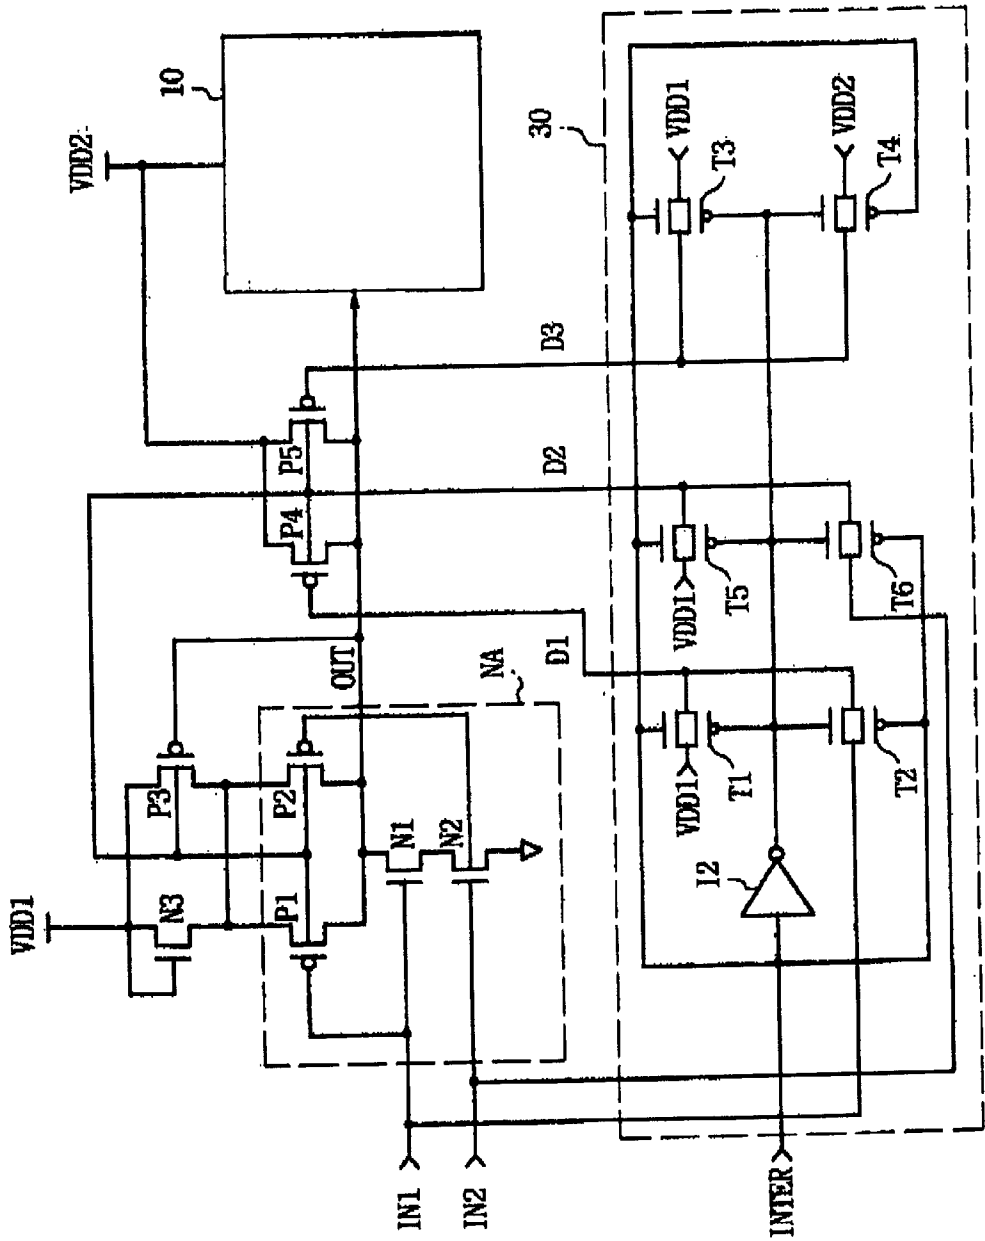 VDD1
N3
P3
P1
P2
NA
OUT
N1
N2
IN1
IN2
VDD2
10
P4
P5
D1
D2
D3
30
INTER
I2
VDD1
T1
T2
VDD1
T5
T6
VDD1
T3
VDD2
T4